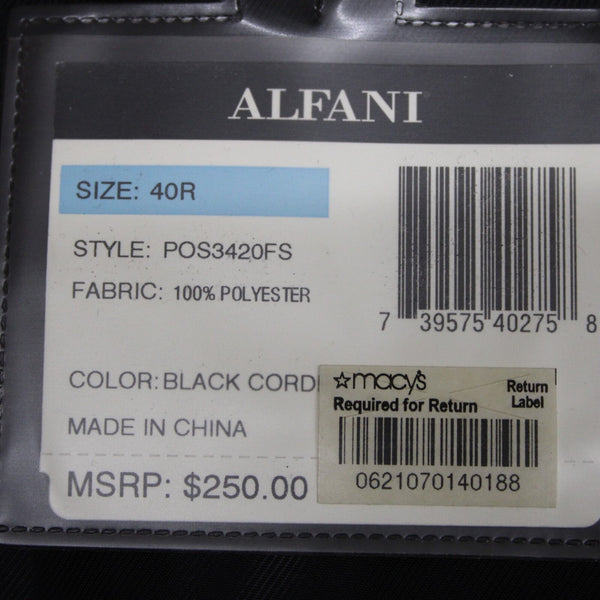 ALFANI
SIZE: 40R
STYLE: POS3420FS
FABRIC: 100% POLYESTER
7 39575 40275 8
COLOR: BLACK CORD
MADE IN CHINA
MSRP: $250.00
☆macy's
Return
Label
Required for Return
0621070140188